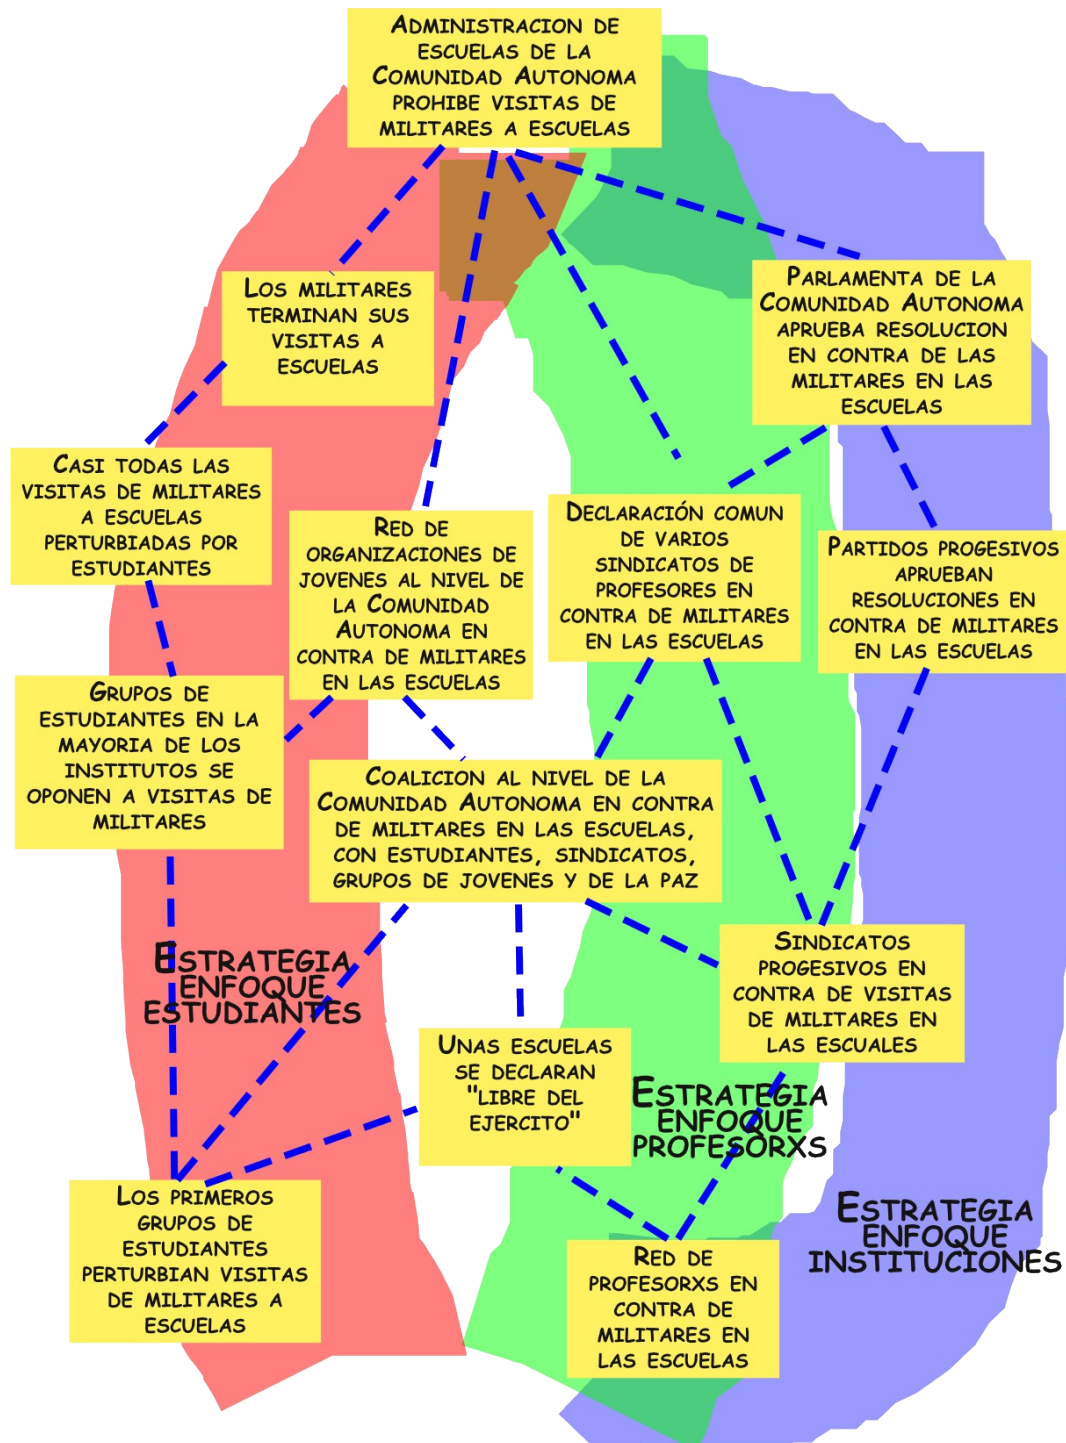 Administracion de
escuelas de la
Comunidad Autonoma
prohibe visitas de
militares a escuelas
Los militares
terminan sus
visitas a
escuelas
Parlamenta de la
Comunidad Autonoma
aprueba resolucion
en contra de las
militares en las
escuelas
Casi todas las
visitas de militares
a escuelas
perturbiadas por
estudiantes
Red de
organizaciones de
jovenes al nivel de
la Comunidad
Autonoma en
contra de militares
en las escuelas
Declaración comun
de varios
sindicatos de
profesores en
contra de militares
en las escuelas
Partidos progesivos
aprueban
resoluciones en
contra de militares
en las escuelas
Grupos de
estudiantes en la
mayoria de los
institutos se
oponen a visitas de
militares
Coalicion al nivel de la
Comunidad Autonoma en contra
de militares en las escuelas,
con estudiantes, sindicatos,
grupos de jovenes y de la paz
Sindicatos
progesivos en
contra de visitas
de militares en
las escuales
Estrategia
enfoque
estudiantes
Unas escuelas
se declaran
"libre del
ejercito"
Estrategia
enfoque
profesorxs
Los primeros
grupos de
estudiantes
perturbian visitas
de militares a
escuelas
Estrategia
enfoque
instituciones
Red de
profesorxs en
contra de
militares en
las escuelas